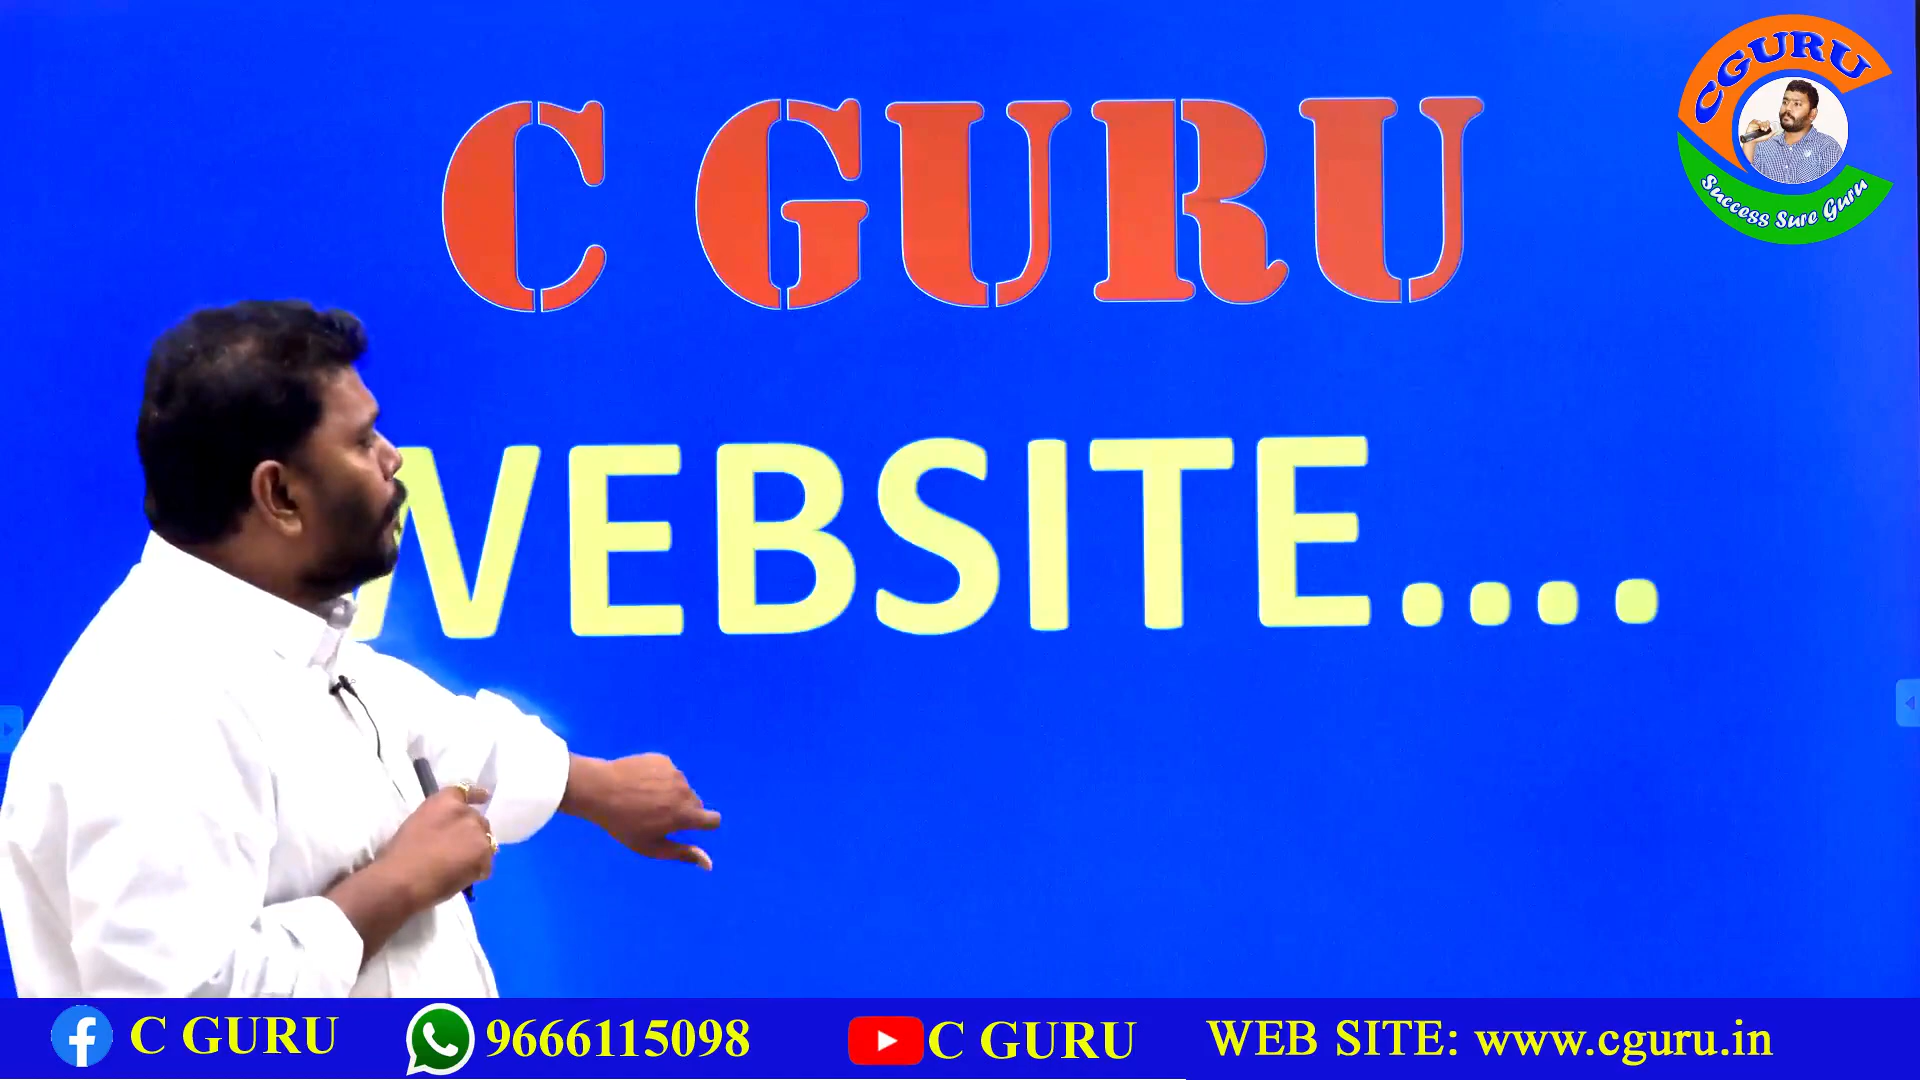 CGURU
Success Sure Guru
C GURU
WEBSITE....
C GURU
9666115098
C GURU
WEB SITE: www.cguru.in